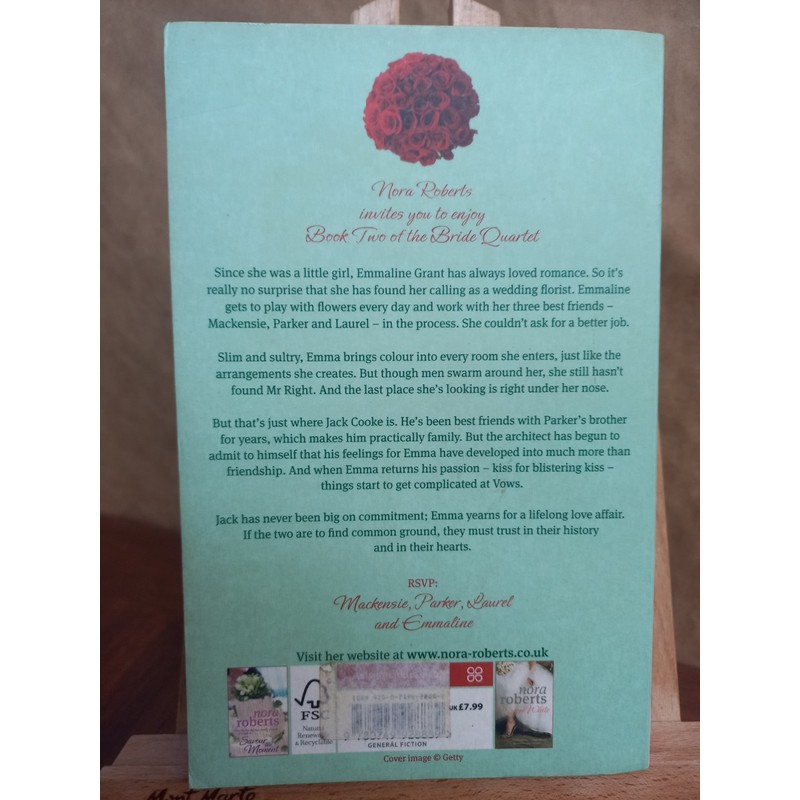 Nora Roberts
invites you to enjoy
Book Two of the Bride Quartet
Since she was a little girl, Emmaline Grant has always loved romance. So it's
really no surprise that she has found her calling as a wedding florist. Emmaline
gets to play with flowers every day and work with her three best friends –
Mackensie, Parker and Laurel – in the process. She couldn't ask for a better job.
Slim and sultry, Emma brings colour into every room she enters, just like the
arrangements she creates. But though men swarm around her, she still hasn't
found Mr Right. And the last place she's looking is right under her nose.
But that's just where Jack Cooke is. He's been best friends with Parker's brother
for years, which makes him practically family. But the architect has begun to
admit to himself that his feelings for Emma have developed into much more than
friendship. And when Emma returns his passion – kiss for blistering kiss –
things start to get complicated at Vows.
Jack has never been big on commitment; Emma yearns for a lifelong love affair.
If the two are to find common ground, they must trust in their history
and in their hearts.
RSVP:
Mackensie, Parker, Laurel
and Emmaline
Visit her website at www.nora-roberts.co.uk
nora
roberts
Savour the
Moment
FSC
ISBN
UK £7.99
GENERAL FICTION
nora
roberts
Cover image © Getty
Mont Marte